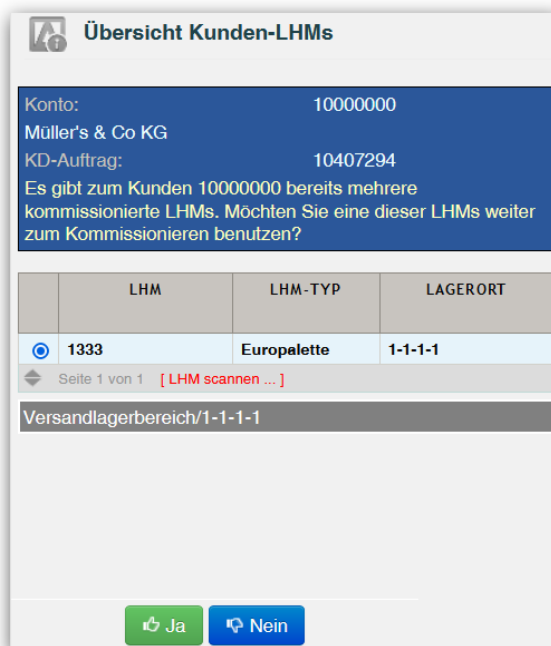 Übersicht Kunden-LHMs
Konto: 10000000
Müller's & Co KG
KD-Auftrag: 10407294
Es gibt zum Kunden 10000000 bereits mehrere
kommissionierte LHMs. Möchten Sie eine dieser LHMs weiter
zum Kommissionieren benutzen?
LHM LHM-TYP LAGERORT
1333 Europalette 1-1-1-1
Seite 1 von 1 [ LHM scannen ... ]
Versandlagerbereich/1-1-1-1
Ja Nein